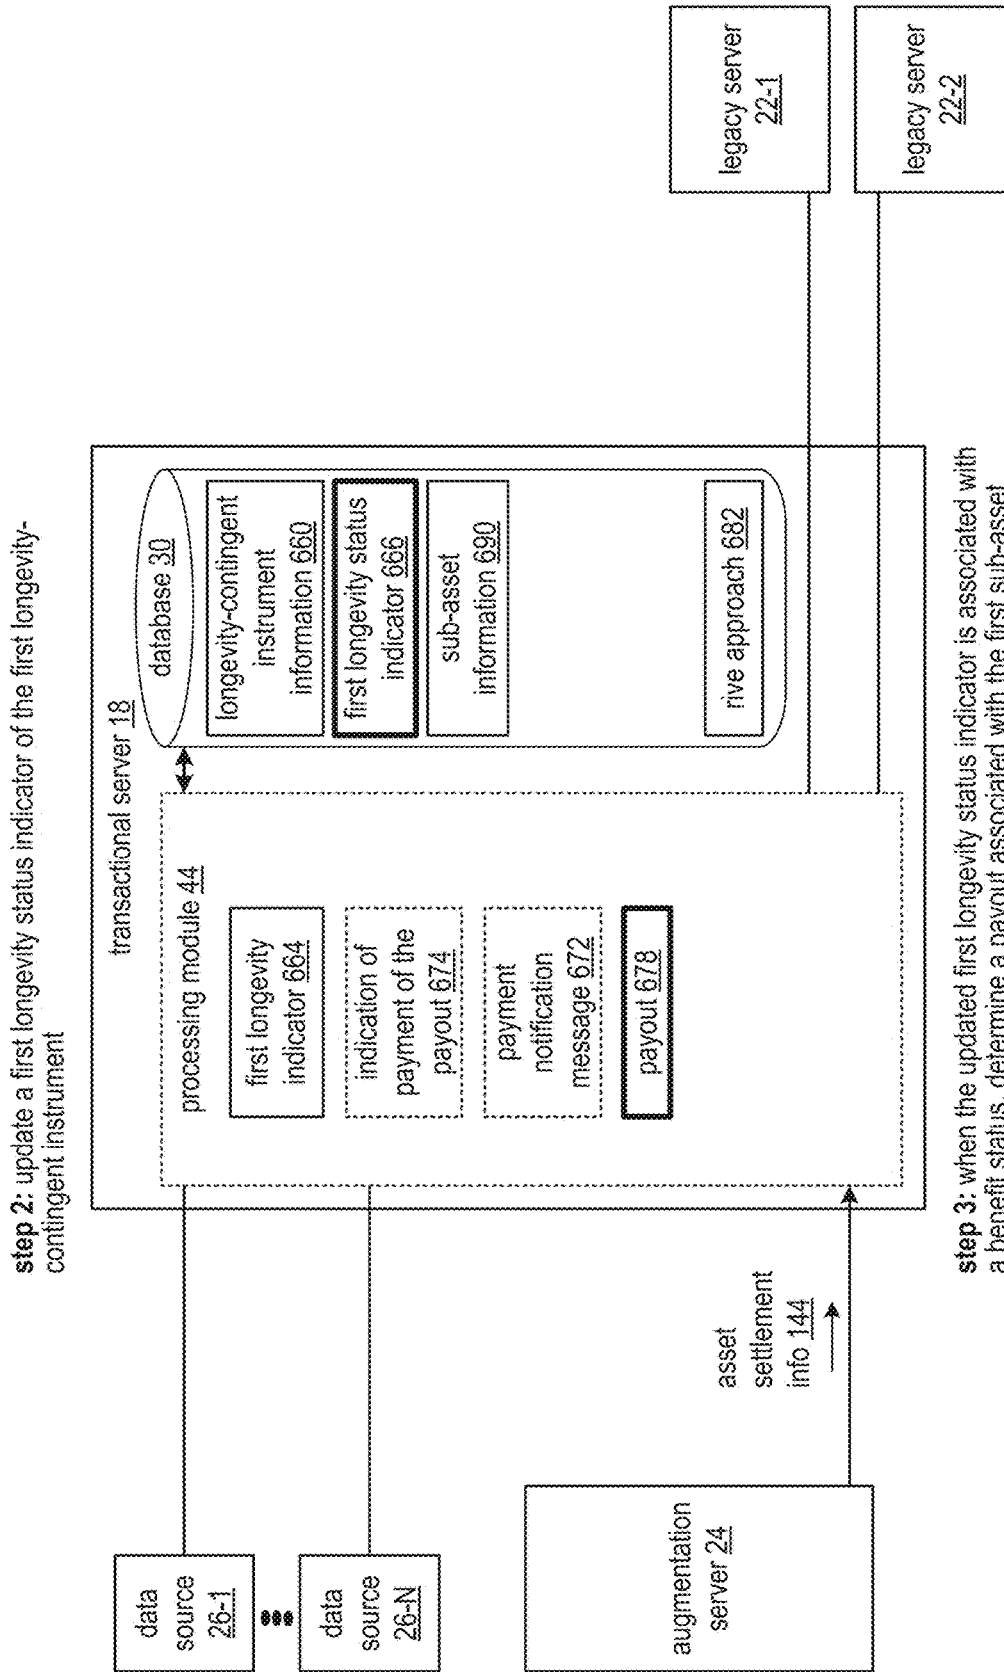 step 2: update a first longevity status indicator of the first longevity-
contingent instrument
transactional server 18
data
source
26-1
data
source
26-N
augmentation
server 24
asset
settlement
info 144
processing module 44
first longevity
indicator 664
indication of
payment of the
payout 674
payment
notification
message 672
payout 678
database 30
longevity-contingent
instrument
information 660
first longevity status
indicator 666
sub-asset
information 690
rive approach 682
legacy server
22-1
legacy server
22-2
step 3: when the updated first longevity status indicator is associated with
a benefit status, determine a payout associated with the first sub-asset